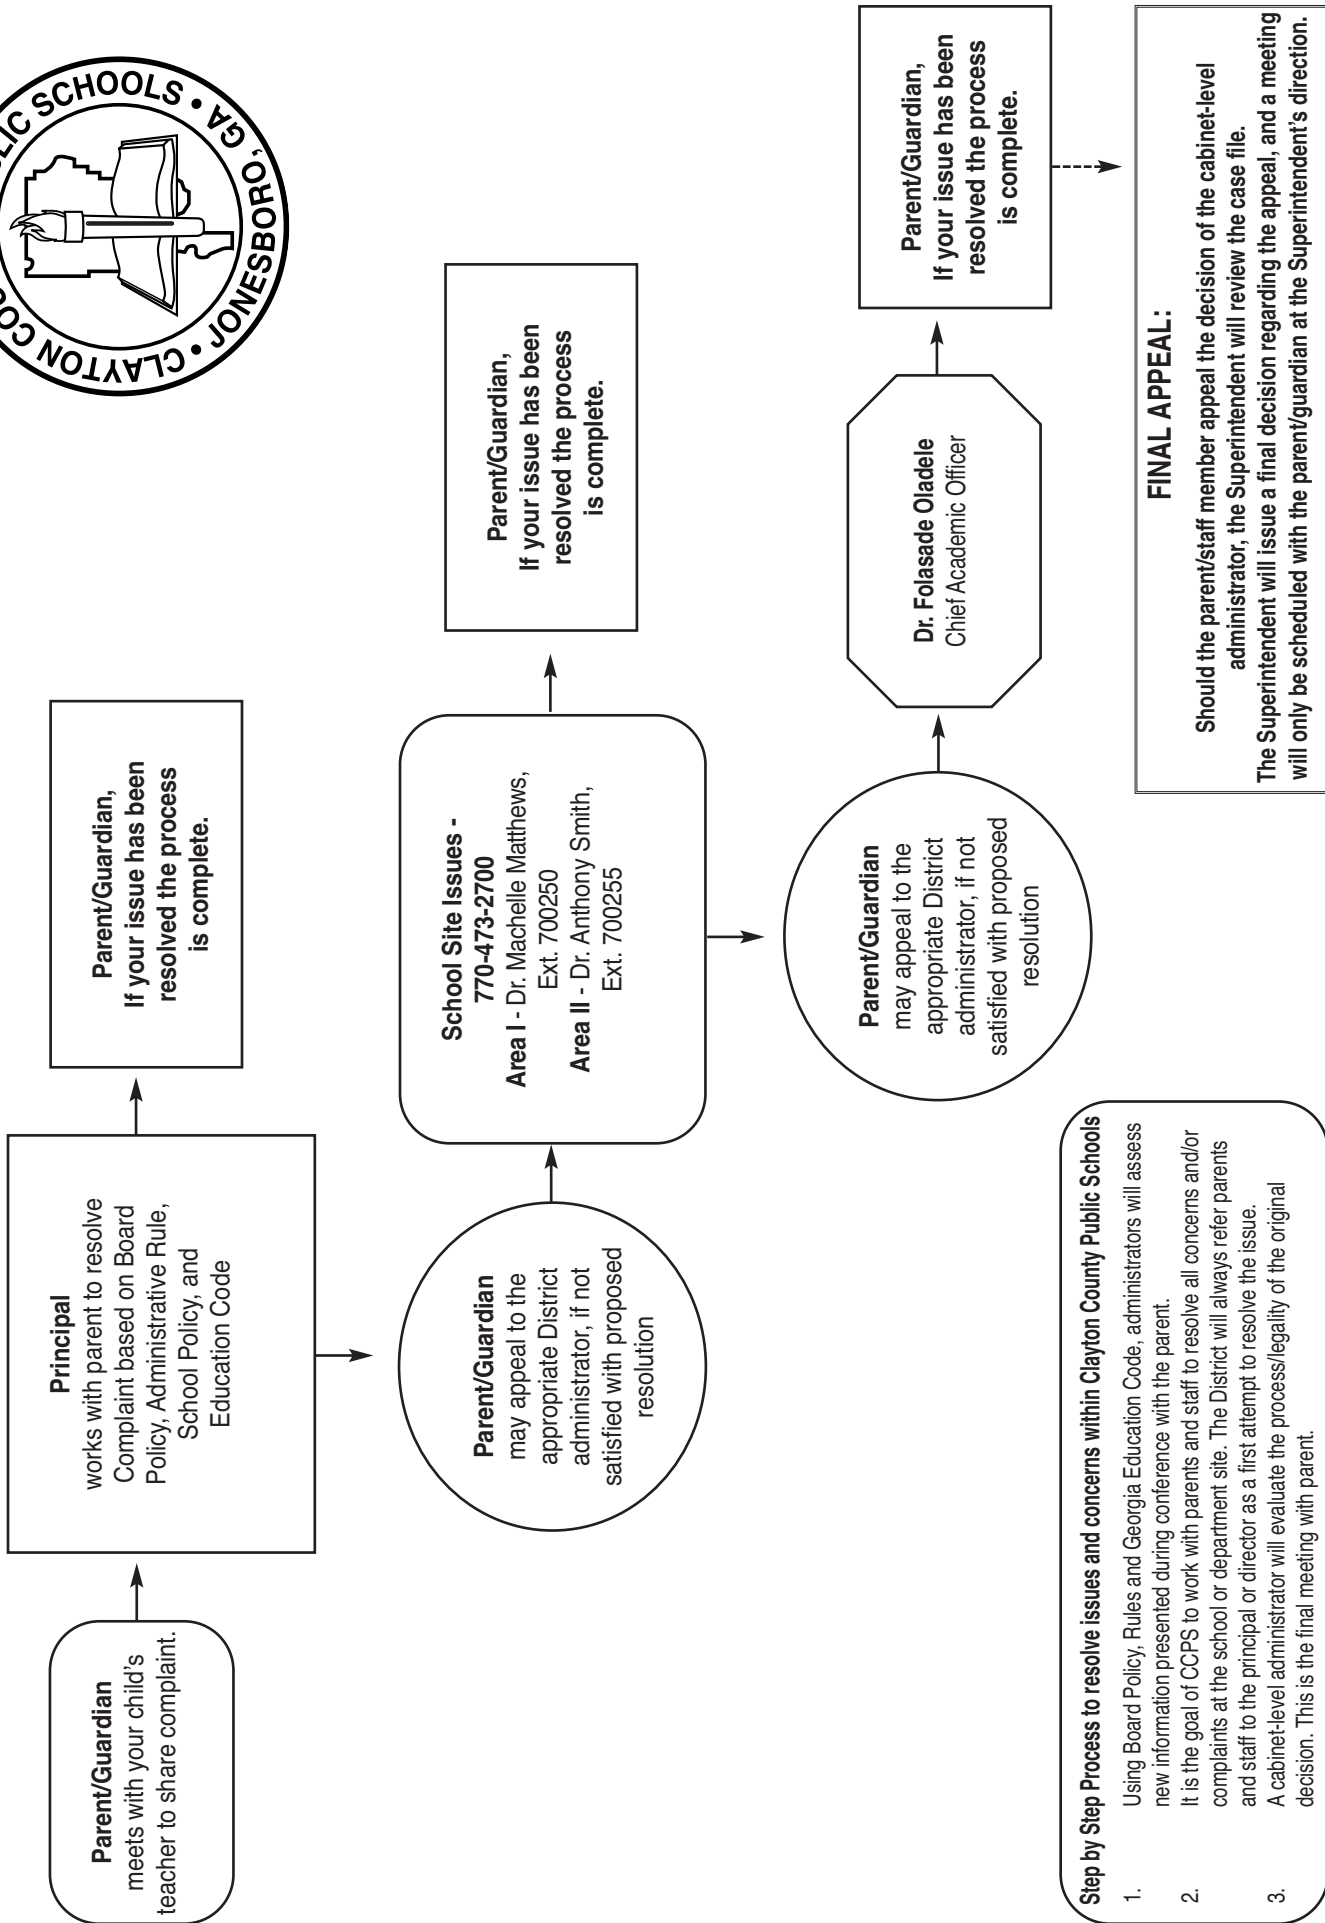 Parent/Guardian
meets with your child's
teacher to share complaint.
Principal
works with parent to resolve
Complaint based on Board
Policy, Administrative Rule,
School Policy, and
Education Code
Parent/Guardian,
If your issue has been
resolved the process
is complete.
SCHOOLS • JONESBORO, GA • CLAYTON
Parent/Guardian
may appeal to the
appropriate District
administrator, if not
satisfied with proposed
resolution
School Site Issues -
770-473-2700
Area I - Dr. Machelle Matthews,
Ext. 700250
Area II - Dr. Anthony Smith,
Ext. 700255
Parent/Guardian,
If your issue has been
resolved the process
is complete.
Parent/Guardian
may appeal to the
appropriate District
administrator, if not
satisfied with proposed
resolution
Dr. Folasade Oladele
Chief Academic Officer
Parent/Guardian,
If your issue has been
resolved the process
is complete.
Step by Step Process to resolve issues and concerns within Clayton County Public Schools
1. Using Board Policy, Rules and Georgia Education Code, administrators will assess
new information presented during conference with the parent.
2. It is the goal of CCPS to work with parents and staff to resolve all concerns and/or
complaints at the school or department site. The District will always refer parents
and staff to the principal or director as a first attempt to resolve the issue.
3. A cabinet-level administrator will evaluate the process/legality of the original
decision. This is the final meeting with parent.
FINAL APPEAL:
Should the parent/staff member appeal the decision of the cabinet-level
administrator, the Superintendent will review the case file.
The Superintendent will issue a final decision regarding the appeal, and a meeting
will only be scheduled with the parent/guardian at the Superintendent's direction.